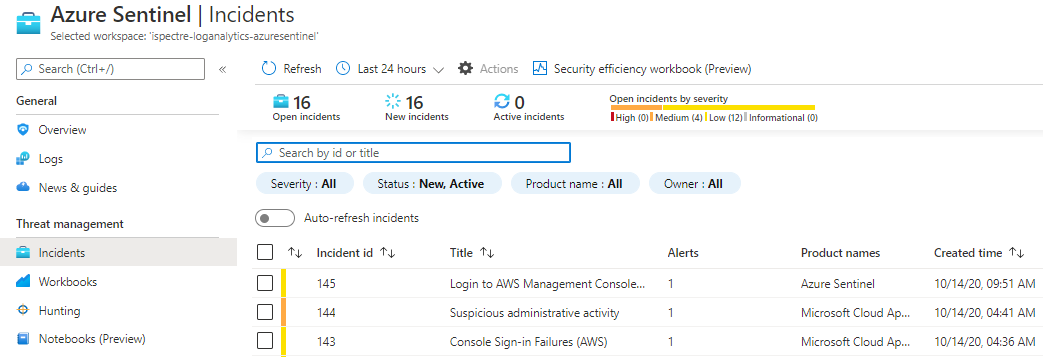 Azure Sentinel | Incidents
Selected workspace: 'ispectre-loganalytics-azuresentinel'
Search (Ctrl+/)
«
General
Overview
Logs
News & guides
Threat management
Incidents
Workbooks
Hunting
Notebooks (Preview)
Refresh Last 24 hours Actions Security efficiency workbook (Preview)
16 Open incidents
16 New incidents
0 Active incidents
Open incidents by severity
High (0) Medium (4) Low (12) Informational (0)
Search by id or title
Severity : All Status : New, Active Product name : All Owner : All
Auto-refresh incidents
Incident id Title Alerts Product names Created time
145 Login to AWS Management Console... 1 Azure Sentinel 10/14/20, 09:51 AM
144 Suspicious administrative activity 1 Microsoft Cloud Ap... 10/14/20, 04:41 AM
143 Console Sign-in Failures (AWS) 1 Microsoft Cloud Ap... 10/14/20, 04:36 AM